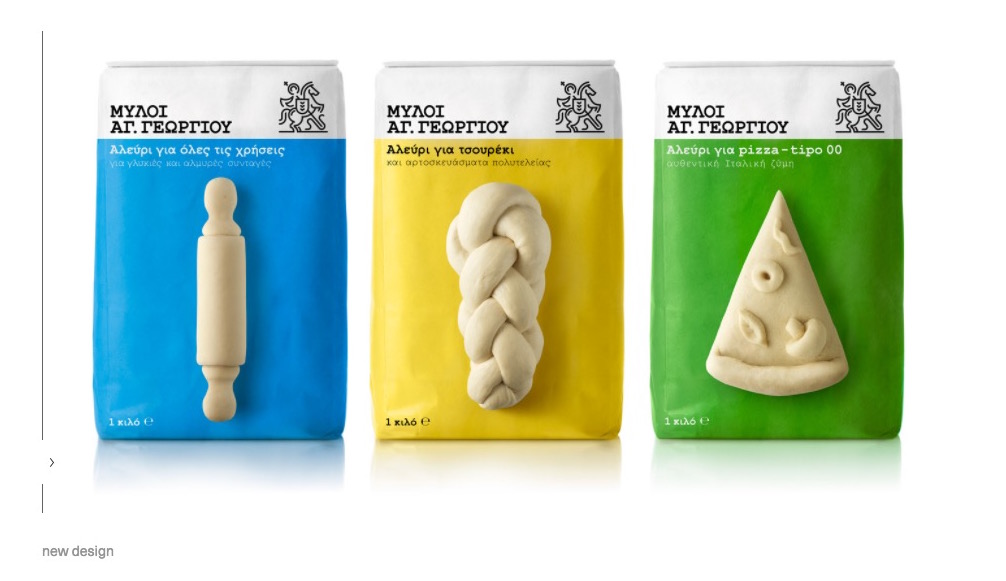 ΜΥΛΟΙ
ΑΓ. ΓΕΩΡΓΙΟΥ
Αλεύρι για όλες τις χρήσεις
για γλυκιές και αλμυρές συνταγές
1 κιλό ℮
ΜΥΛΟΙ
ΑΓ. ΓΕΩΡΓΙΟΥ
Αλεύρι για τσουρέκι
και αρτοσκευάσματα πολυτελείας
1 κιλό ℮
ΜΥΛΟΙ
ΑΓ. ΓΕΩΡΓΙΟΥ
Αλεύρι για pizza-tipo 00
αυθεντική Ιταλική ζύμη
1 κιλό ℮
new design